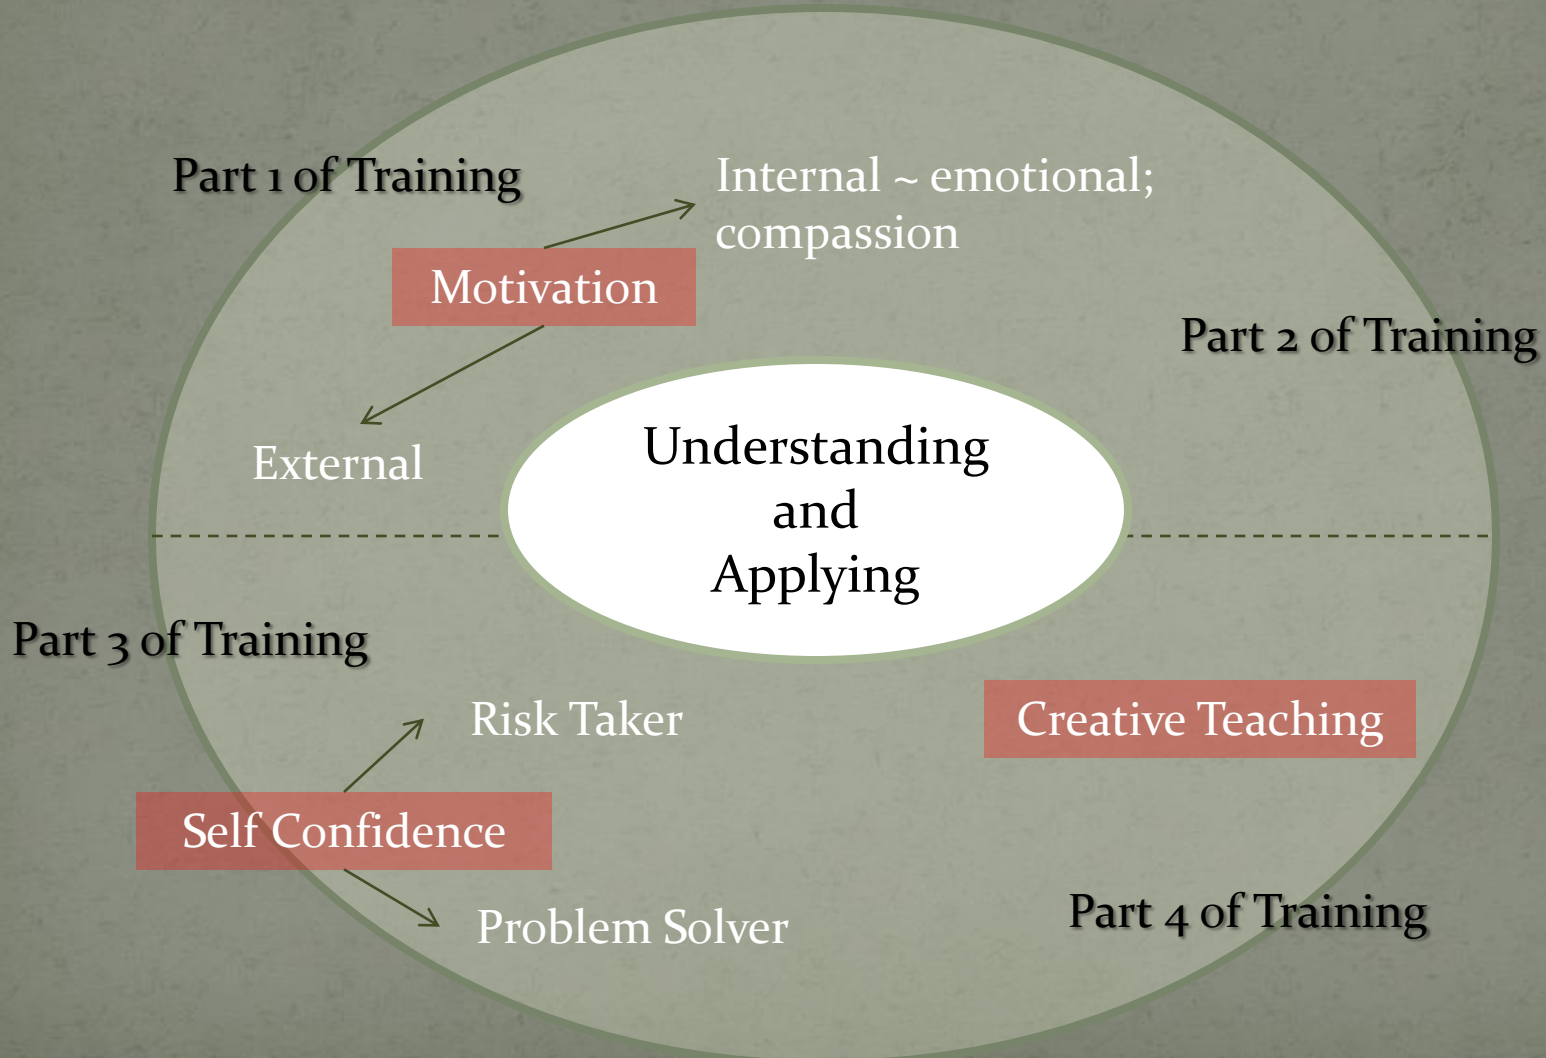 Part 1 of Training
Internal ~ emotional;
compassion
Motivation
Part 2 of Training
External
Understanding
and
Applying
Part 3 of Training
Risk Taker
Creative Teaching
Self Confidence
Part 4 of Training
Problem Solver